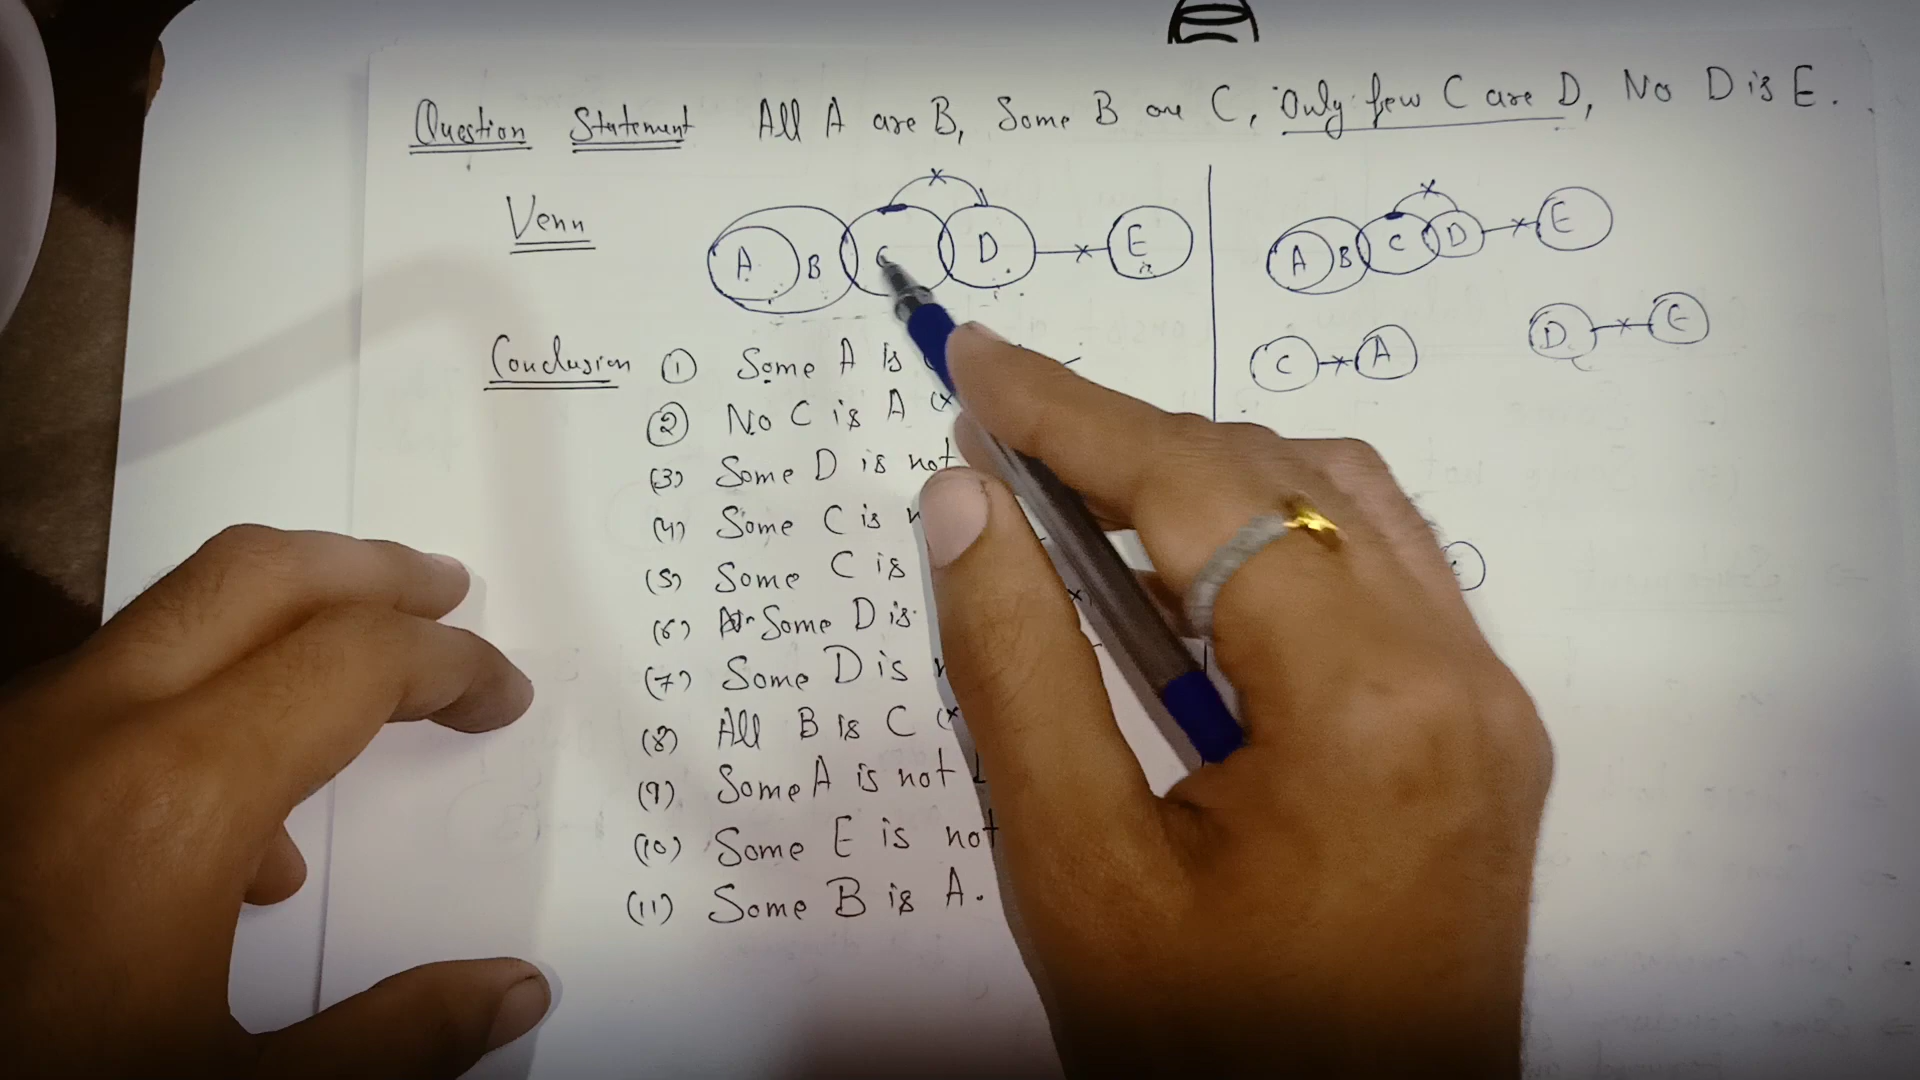 Question Statement All A are B, Some B are C, Only few C are D, No D is E.
Venn
A B C D E
A B C D E
C A D E
Conclusion (1) Some A is
(2) No C is A (x
(3) Some D is not
(4) Some C is
(5) Some C is
(6) Some D is
(7) Some D is
(8) All B is C (x
(9) Some A is not
(10) Some E is not
(11) Some B is A.